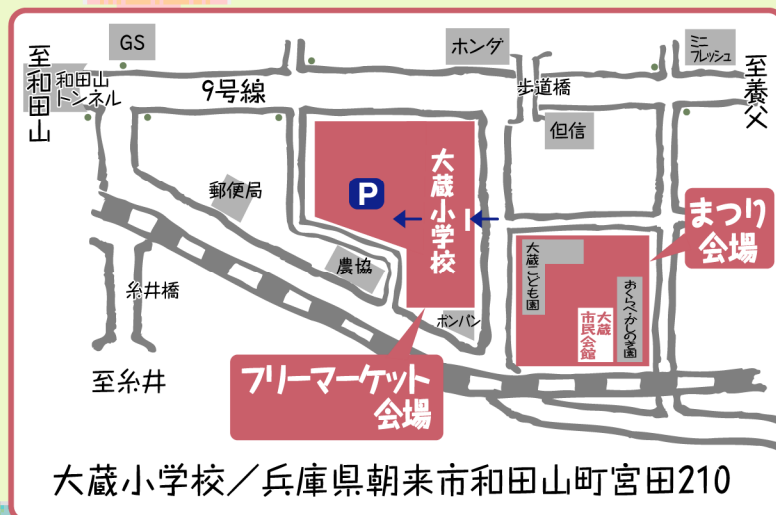 至和田山
GS
和田山
トンネル
9号線
ホンダ
歩道橋
ミニ
フレッシュ
至養父
但信
郵便局
P
大蔵小学校
まつり
会場
農協
大蔵こども園
おくらべかしの園
大蔵
市民会館
糸井橋
ポンパン
至糸井
フリーマーケット
会場
大蔵小学校／兵庫県朝来市和田山町宮田210